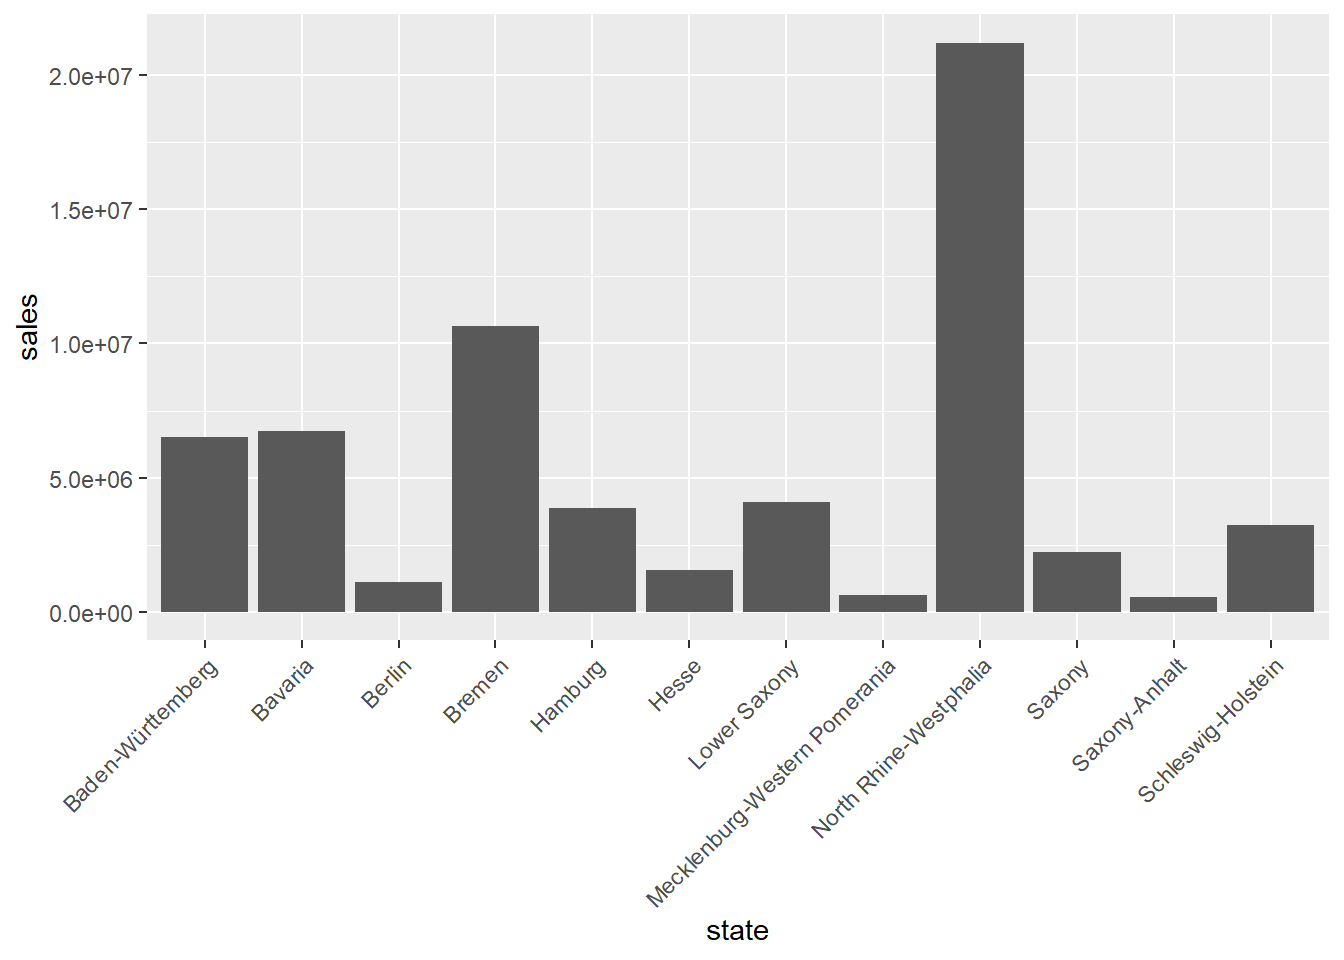 sales
2.0e+07
1.5e+07
1.0e+07
5.0e+06
0.0e+00
Baden-Württemberg
Bavaria
Berlin
Bremen
Hamburg
Hesse
Lower Saxony
Mecklenburg-Western Pomerania
North Rhine-Westphalia
Saxony
Saxony-Anhalt
Schleswig-Holstein
state